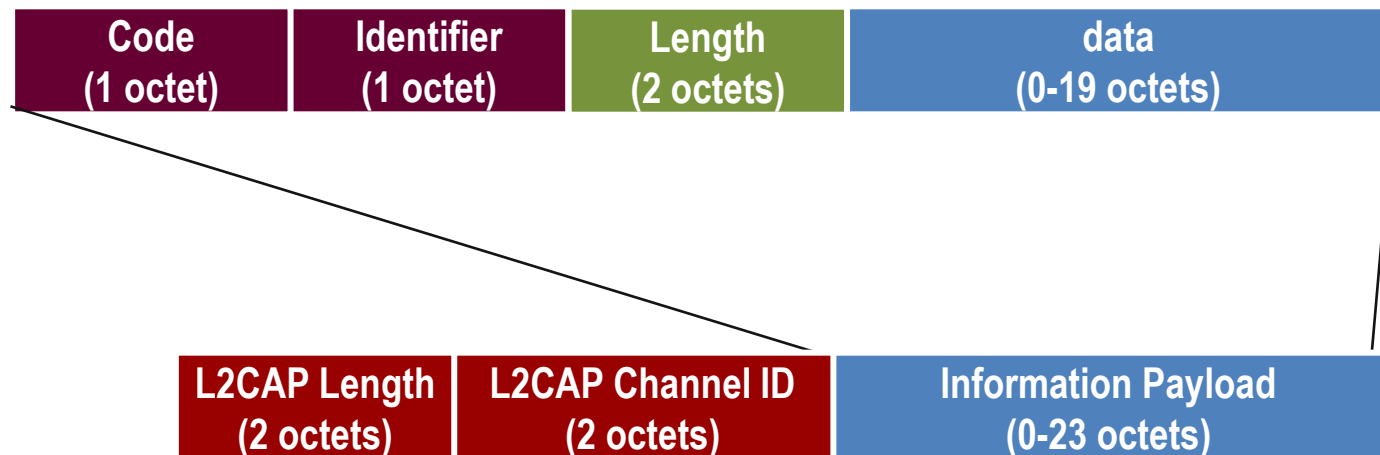 Code
(1 octet)
Identifier
(1 octet)
Length
(2 octets)
data
(0-19 octets)
L2CAP Length
(2 octets)
L2CAP Channel ID
(2 octets)
Information Payload
(0-23 octets)